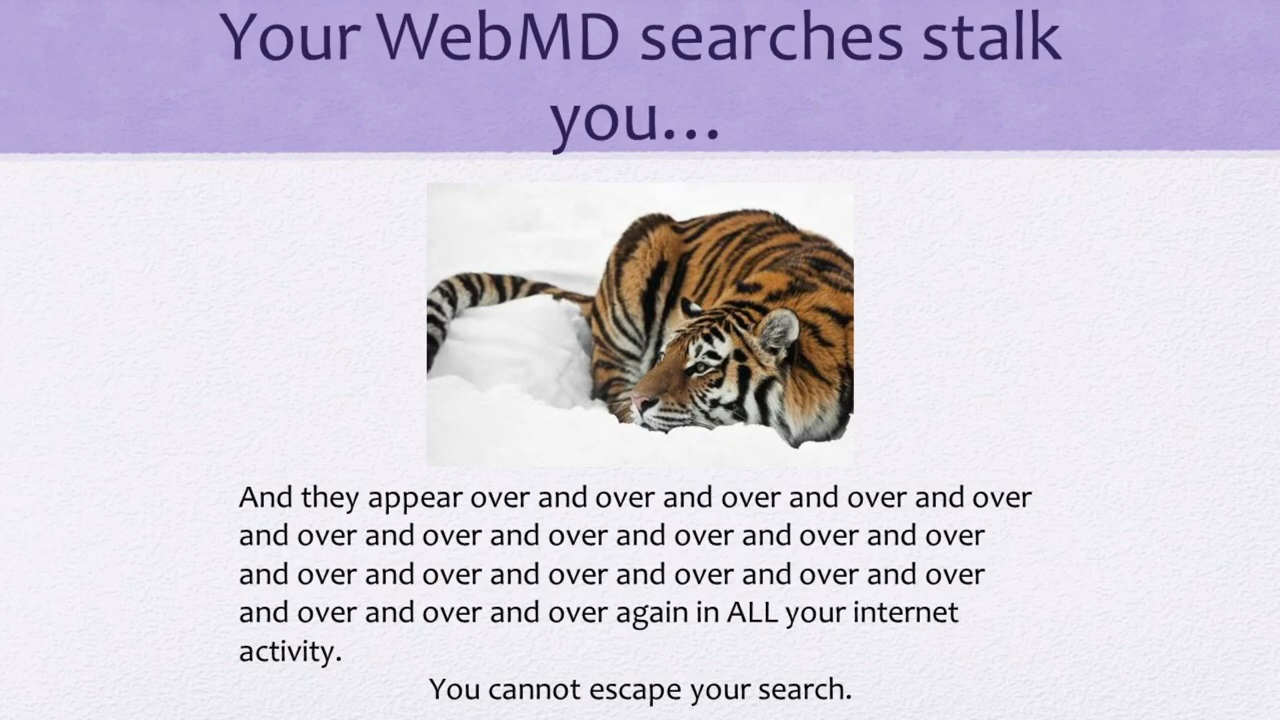 Your WebMD searches stalk
you...
And they appear over and over and over and over and over
and over and over and over and over and over and over
and over and over and over and over and over and over
and over and over and over again in ALL your internet
activity.
You cannot escape your search.